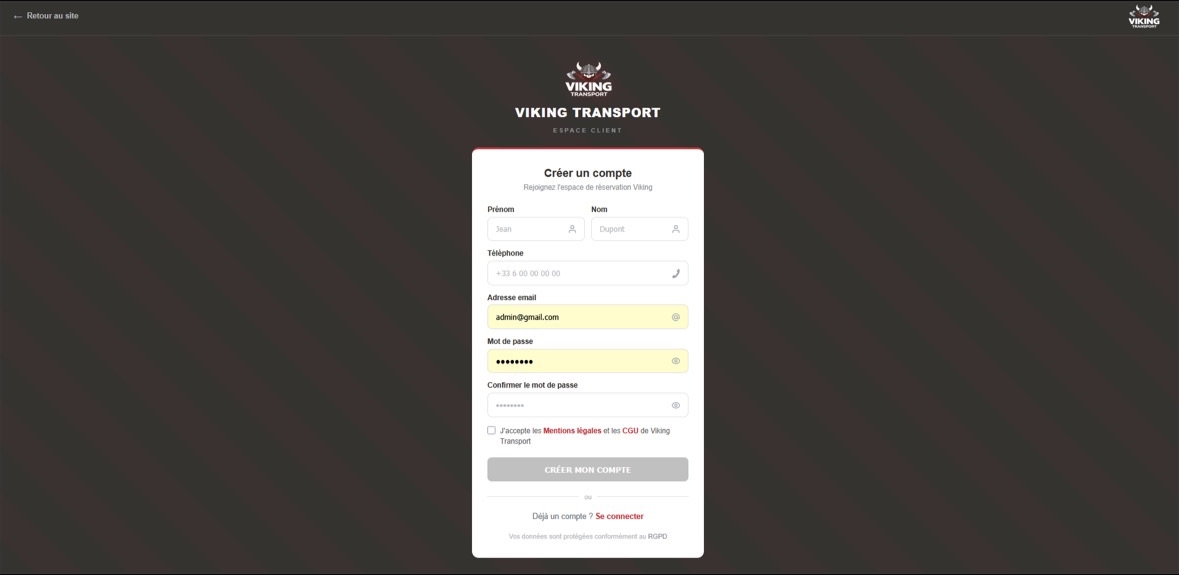 ← Retour au site
VIKING
TRANSPORT
VIKING
TRANSPORT
VIKING TRANSPORT
ESPACE CLIENT
Créer un compte
Rejoignez l'espace de réservation Viking
Prénom Nom
Jean Dupont
Téléphone
+33 6 00 00 00 00
Adresse email
admin@gmail.com @
Mot de passe
••••••••
Confirmer le mot de passe
••••••••
J'accepte les Mentions légales et les CGU de Viking
Transport
CRÉER MON COMPTE
ou
Déjà un compte ? Se connecter
Vos données sont protégées conformément au RGPD